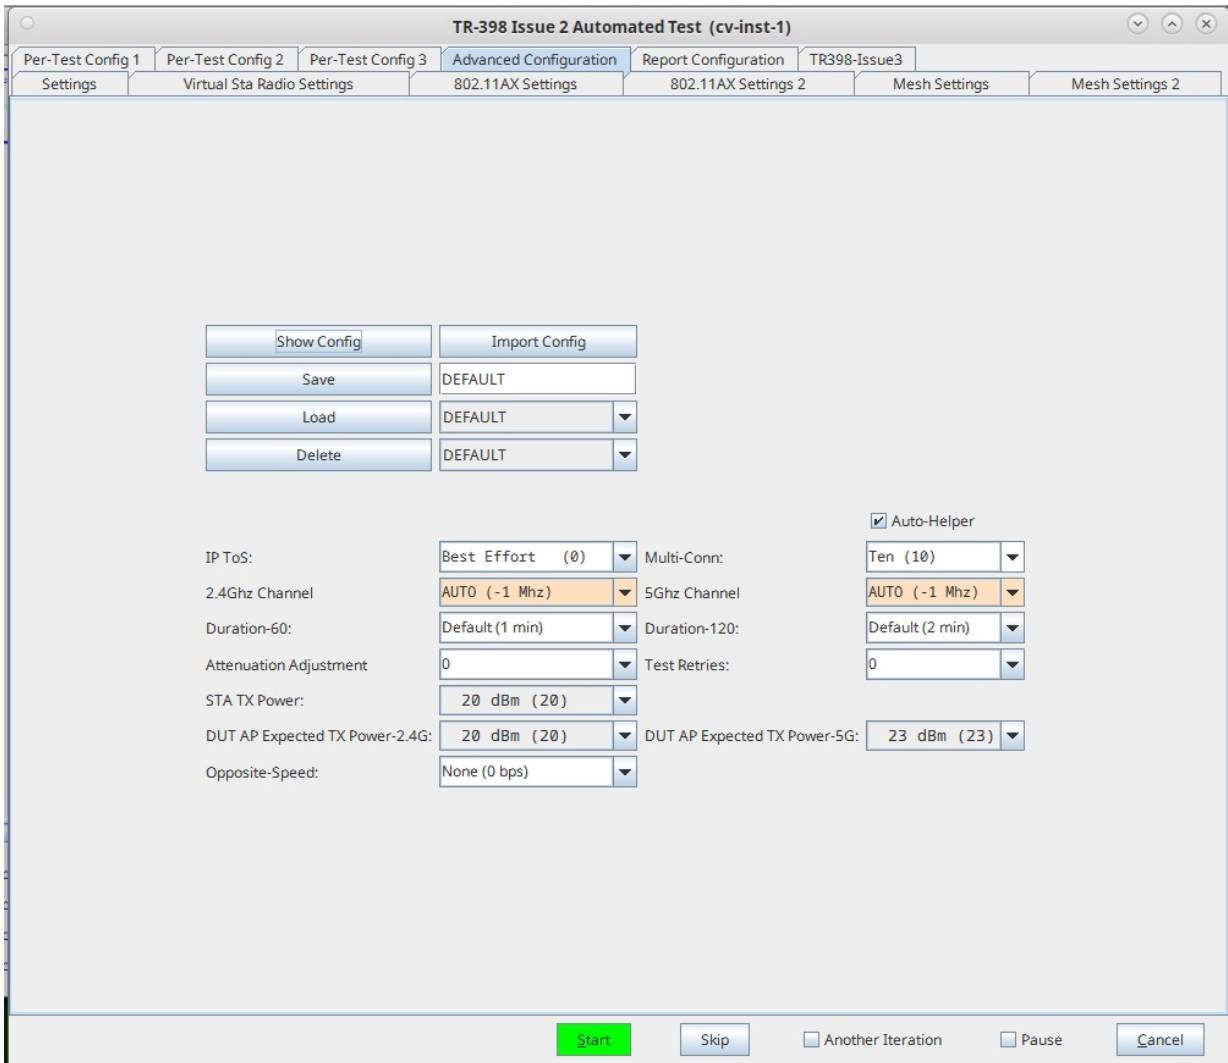 TR-398 Issue 2 Automated Test (cv-inst-1)
Per-Test Config 1 Per-Test Config 2 Per-Test Config 3 Advanced Configuration Report Configuration TR398-Issue3
Settings Virtual Sta Radio Settings 802.11AX Settings 802.11AX Settings 2 Mesh Settings Mesh Settings 2
Show Config Import Config
Save DEFAULT
Load DEFAULT
Delete DEFAULT
Auto-Helper
IP ToS: Best Effort (0) Multi-Conn: Ten (10)
2.4Ghz Channel AUTO (-1 Mhz) 5Ghz Channel AUTO (-1 Mhz)
Duration-60: Default (1 min) Duration-120: Default (2 min)
Attenuation Adjustment 0 Test Retries: 0
STA TX Power: 20 dBm (20)
DUT AP Expected TX Power-2.4G: 20 dBm (20) DUT AP Expected TX Power-5G: 23 dBm (23)
Opposite-Speed: None (0 bps)
Start Skip Another Iteration Pause Cancel